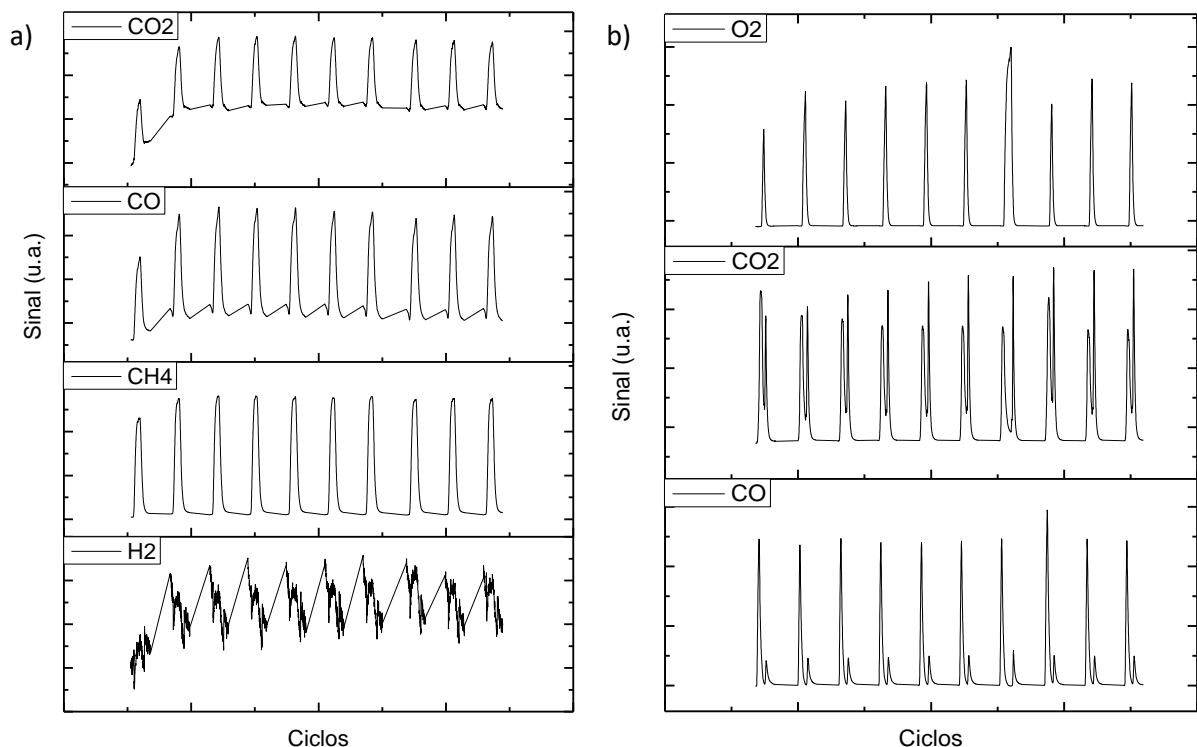 a)
CO2
CO
CH4
H2
Sinal (u.a.)
Ciclos
b)
O2
CO2
CO
Sinal (u.a.)
Ciclos